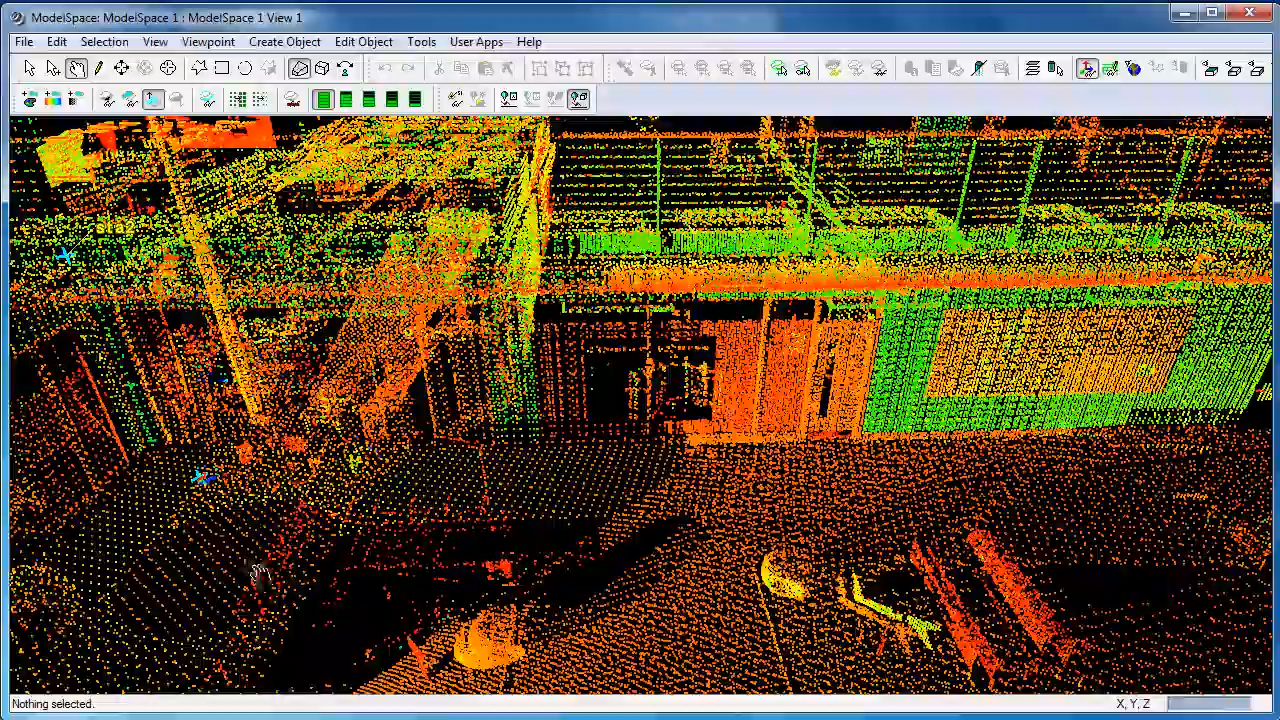 ModelSpace: ModelSpace 1 : ModelSpace 1 View 1
File Edit Selection View Viewpoint Create Object Edit Object Tools User Apps Help
sta2
Nothing selected.
X, Y, Z